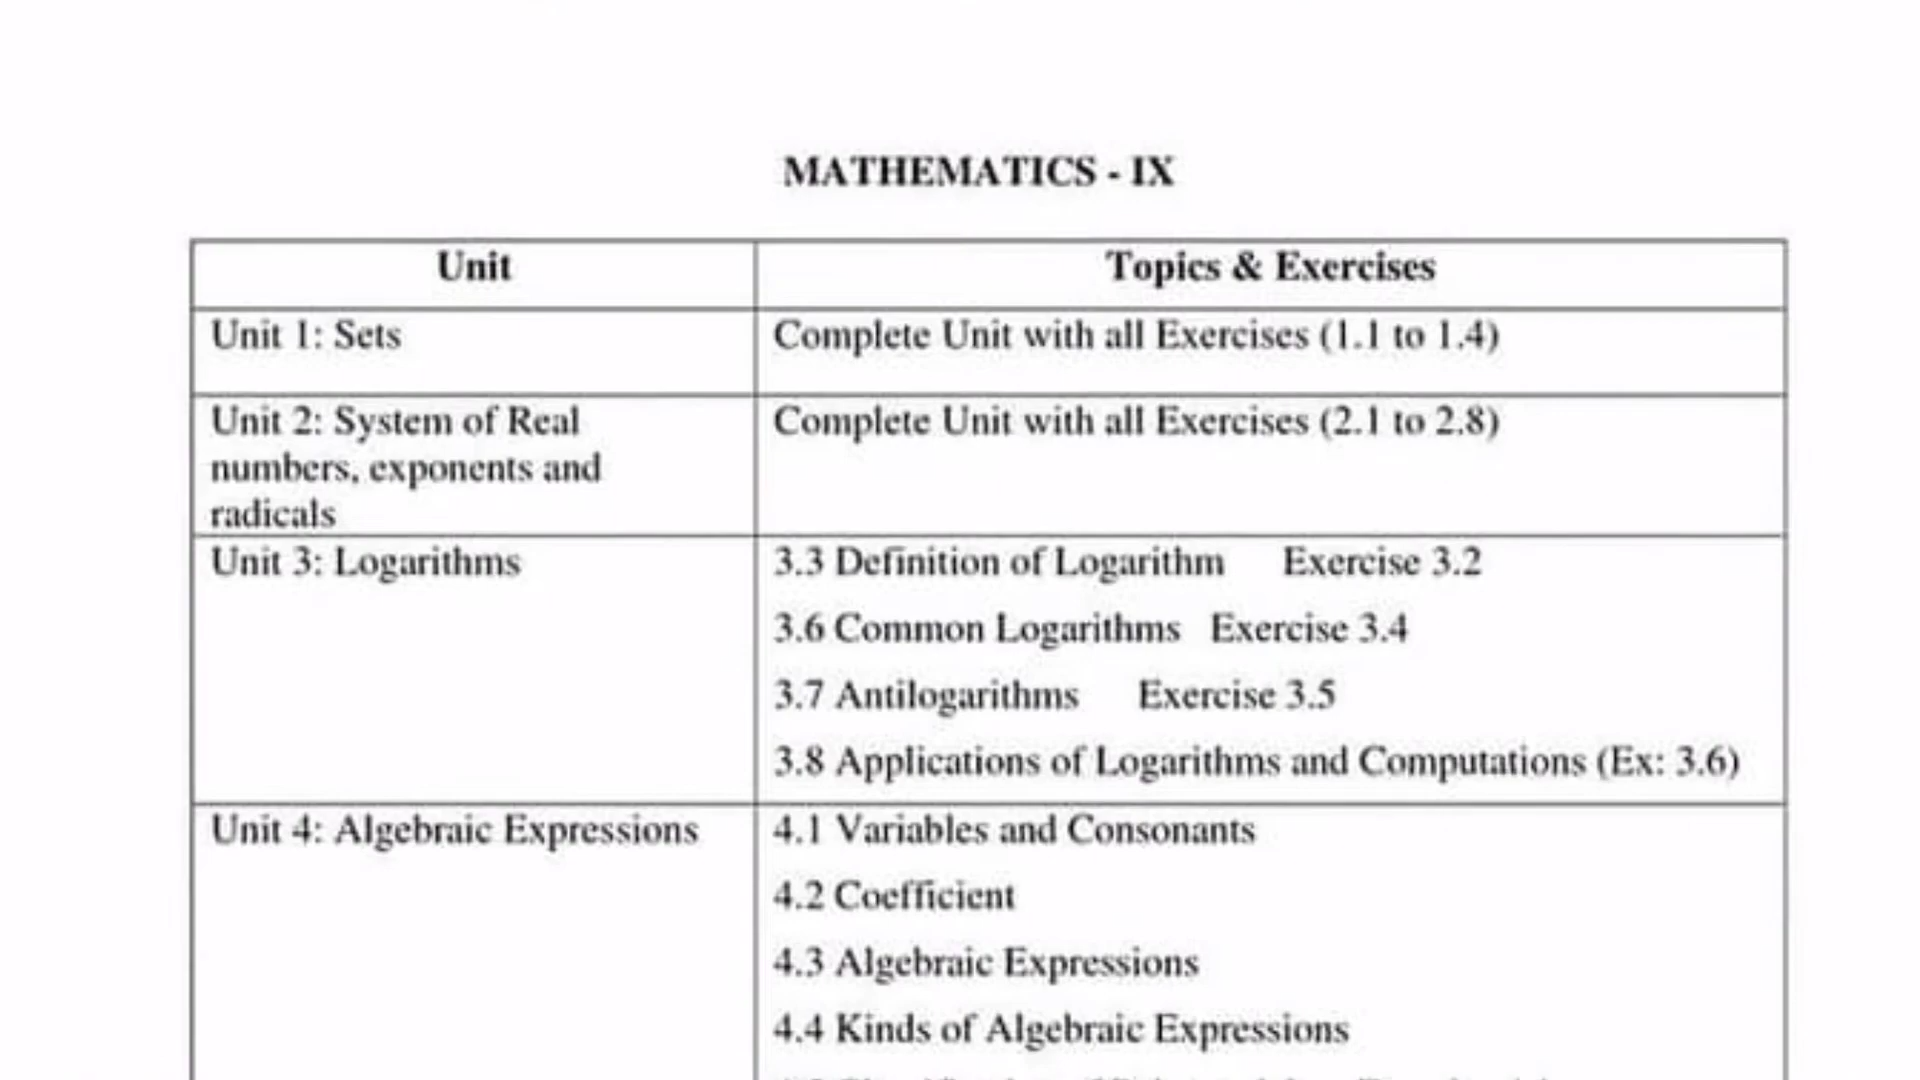 MATHEMATICS - IX
Unit
Topics & Exercises
Unit 1: Sets
Complete Unit with all Exercises (1.1 to 1.4)
Unit 2: System of Real
numbers, exponents and
radicals
Complete Unit with all Exercises (2.1 to 2.8)
Unit 3: Logarithms
3.3 Definition of Logarithm Exercise 3.2
3.6 Common Logarithms Exercise 3.4
3.7 Antilogarithms Exercise 3.5
3.8 Applications of Logarithms and Computations (Ex: 3.6)
Unit 4: Algebraic Expressions
4.1 Variables and Consonants
4.2 Coefficient
4.3 Algebraic Expressions
4.4 Kinds of Algebraic Expressions